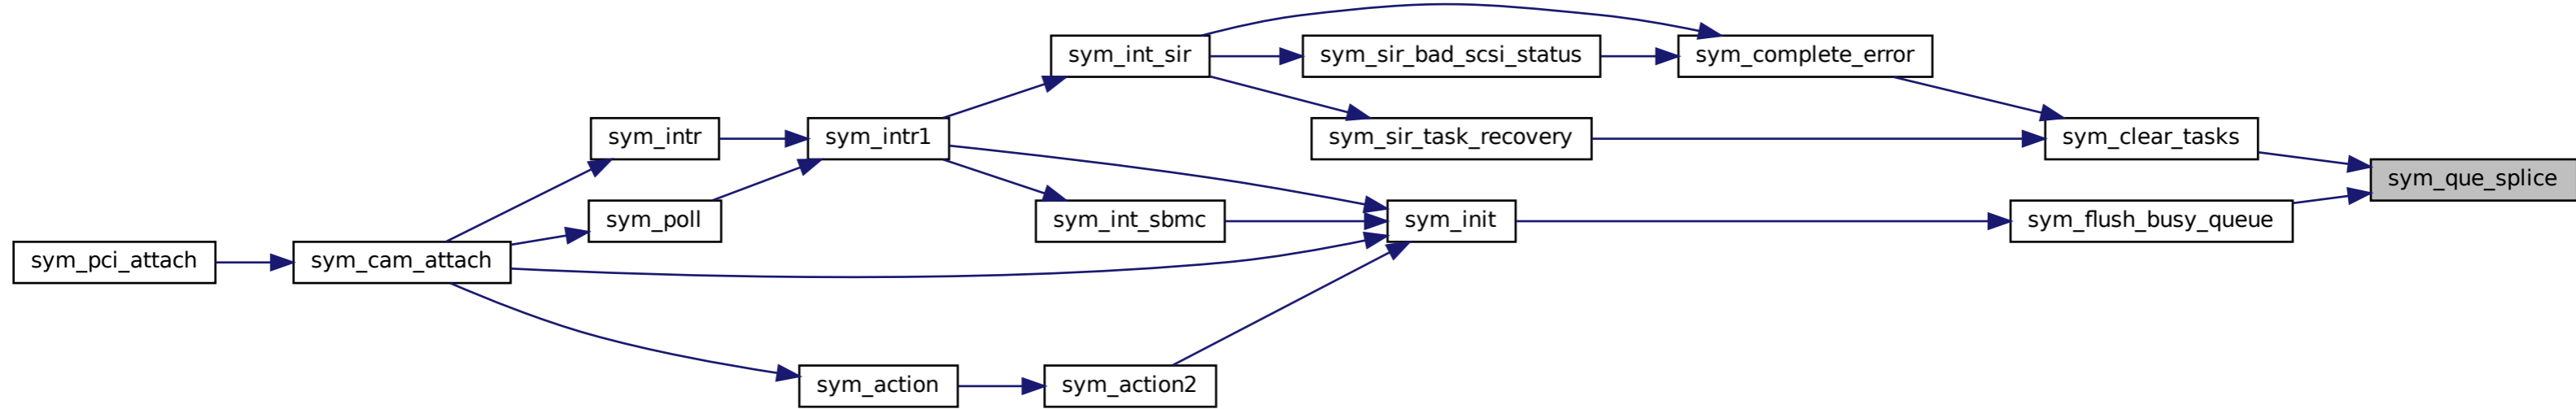 sym_int_sir
sym_sir_bad_scsi_status
sym_complete_error
sym_intr
sym_intr1
sym_sir_task_recovery
sym_clear_tasks
sym_que_splice
sym_poll
sym_int_sbmc
sym_init
sym_flush_busy_queue
sym_pci_attach
sym_cam_attach
sym_action
sym_action2